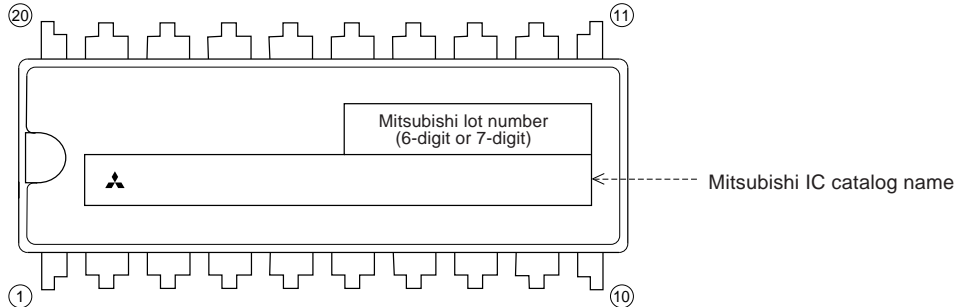 20
11
Mitsubishi lot number
(6-digit or 7-digit)
Mitsubishi IC catalog name
1
10